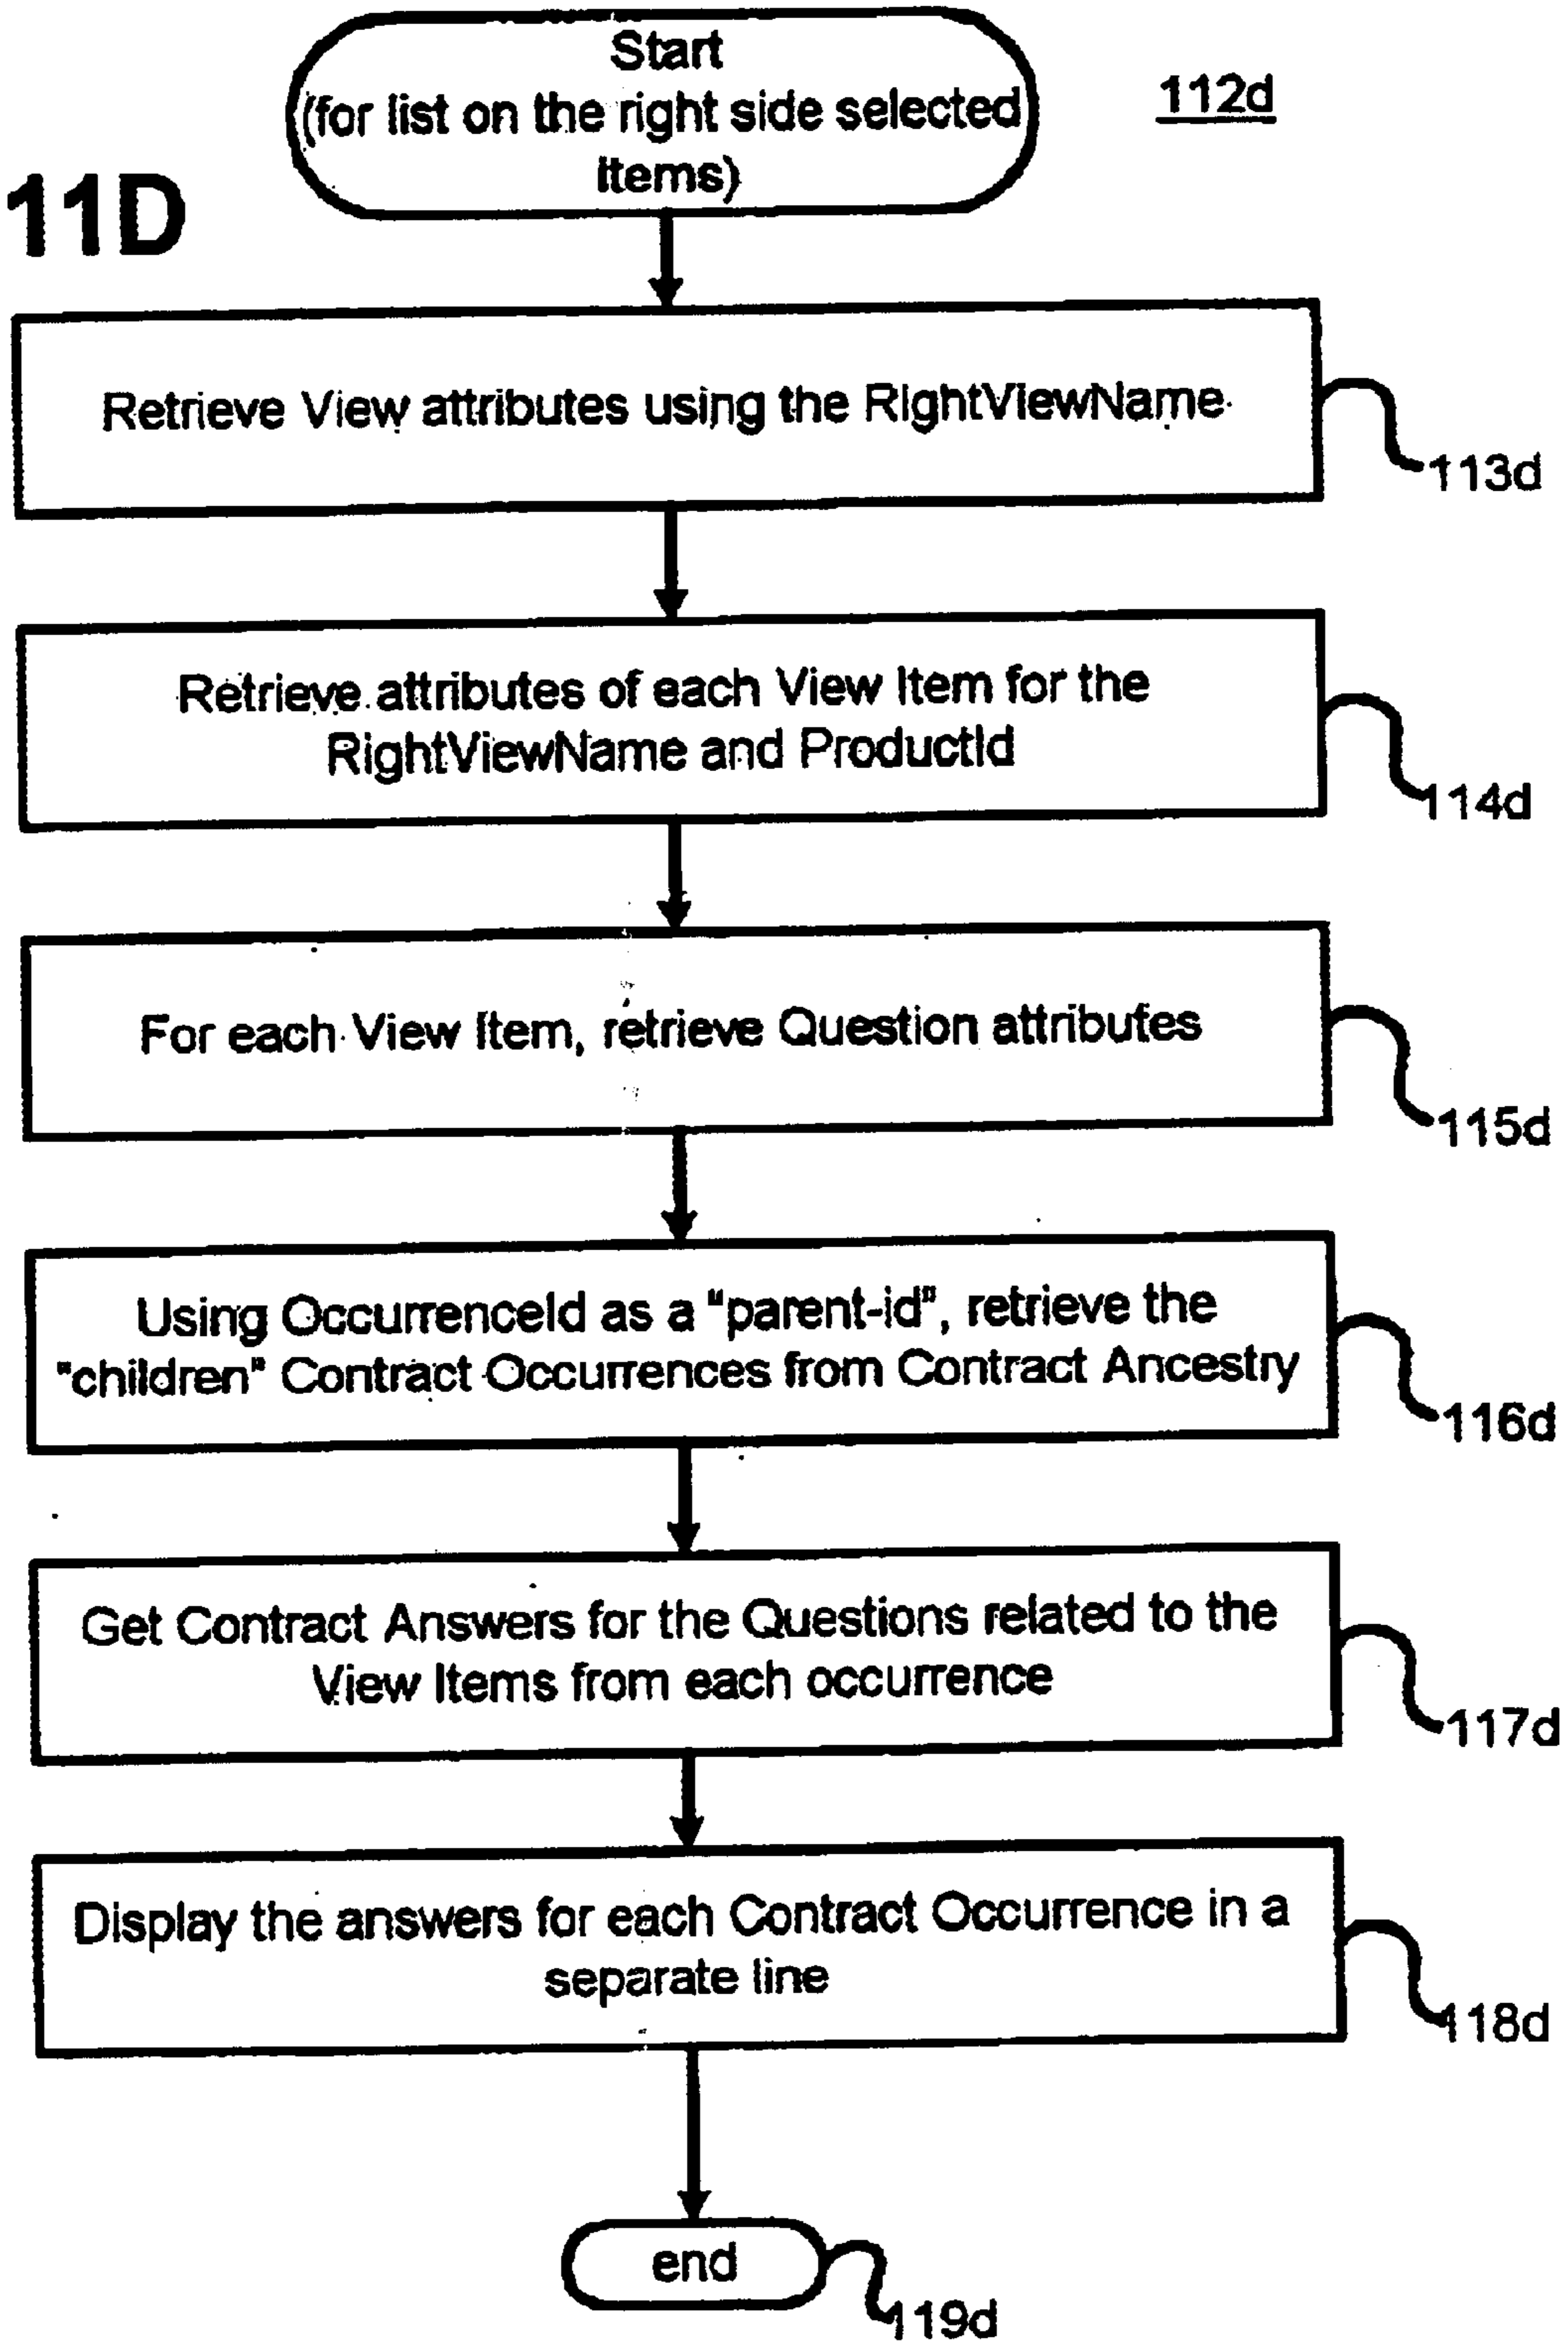 Start
(for list on the right side selected
items)
112d
11D
Retrieve View attributes using the RightViewName
113d
Retrieve attributes of each View Item for the
RightViewName and ProductId
114d
For each View Item, retrieve Question attributes
115d
Using OccurrenceId as a "parent-id", retrieve the
"children" Contract Occurrences from Contract Ancestry
116d
Get Contract Answers for the Questions related to the
View Items from each occurrence
117d
Display the answers for each Contract Occurrence in a
separate line
118d
end
119d